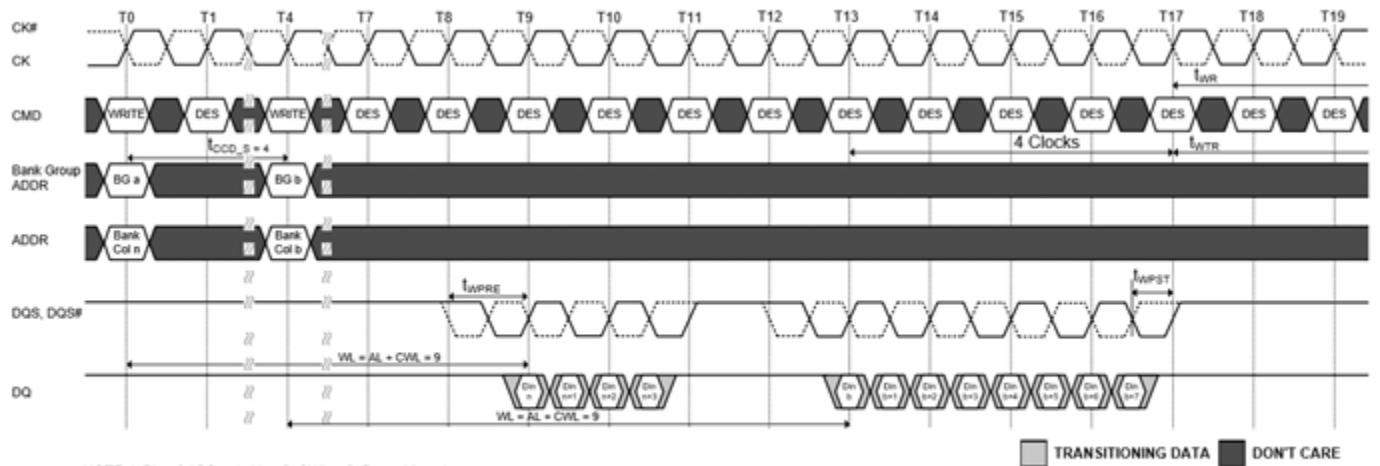 T0 T1 T4 T7 T8 T9 T10 T11 T12 T13 T14 T15 T16 T17 T18 T19
CK#
CK
tWR
CMD WRITE DES WRITE DES DES DES DES DES DES DES DES DES DES DES DES DES
tCCD_S = 4 4 Clocks tWTR
Bank Group
ADDR
BG a BG b
ADDR
Bank Bank
Col n Col b
tWPRE tWPST
DQS, DQS#
WL = AL + CWL = 9
DQ
Din Din Din Din Din Din Din Din Din Din Din Din
n n+1 n+2 n+3 b b+1 b+2 b+3 b+4 b+5 b+6 b+7
WL = AL + CWL = 9
TRANSITIONING DATA DON'T CARE